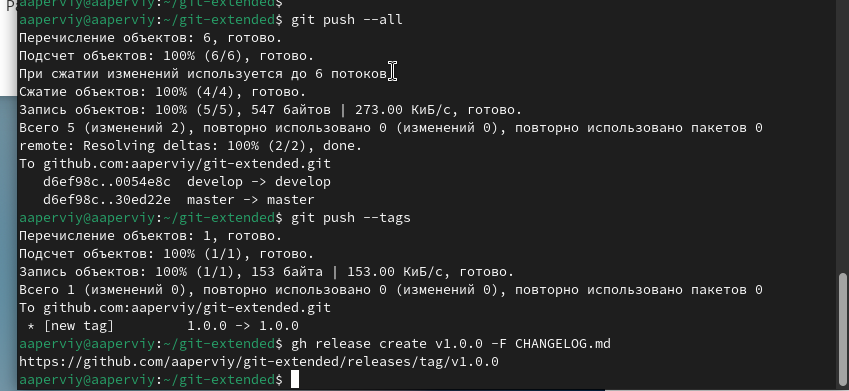 aaperviy@aaperviy:~/git-extended$
aaperviy@aaperviy:~/git-extended$ git push --all
Перечисление объектов: 6, готово.
Подсчет объектов: 100% (6/6), готово.
При сжатии изменений используется до 6 потоков
Сжатие объектов: 100% (4/4), готово.
Запись объектов: 100% (5/5), 547 байтов | 273.00 КиБ/с, готово.
Всего 5 (изменений 2), повторно использовано 0 (изменений 0), повторно использовано пакетов 0
remote: Resolving deltas: 100% (2/2), done.
To github.com:aaperviy/git-extended.git
   d6ef98c..0054e8c  develop -> develop
   d6ef98c..30ed22e  master -> master
aaperviy@aaperviy:~/git-extended$ git push --tags
Перечисление объектов: 1, готово.
Подсчет объектов: 100% (1/1), готово.
Запись объектов: 100% (1/1), 153 байта | 153.00 КиБ/с, готово.
Всего 1 (изменений 0), повторно использовано 0 (изменений 0), повторно использовано пакетов 0
To github.com:aaperviy/git-extended.git
 * [new tag]         1.0.0 -> 1.0.0
aaperviy@aaperviy:~/git-extended$ gh release create v1.0.0 -F CHANGELOG.md
https://github.com/aaperviy/git-extended/releases/tag/v1.0.0
aaperviy@aaperviy:~/git-extended$